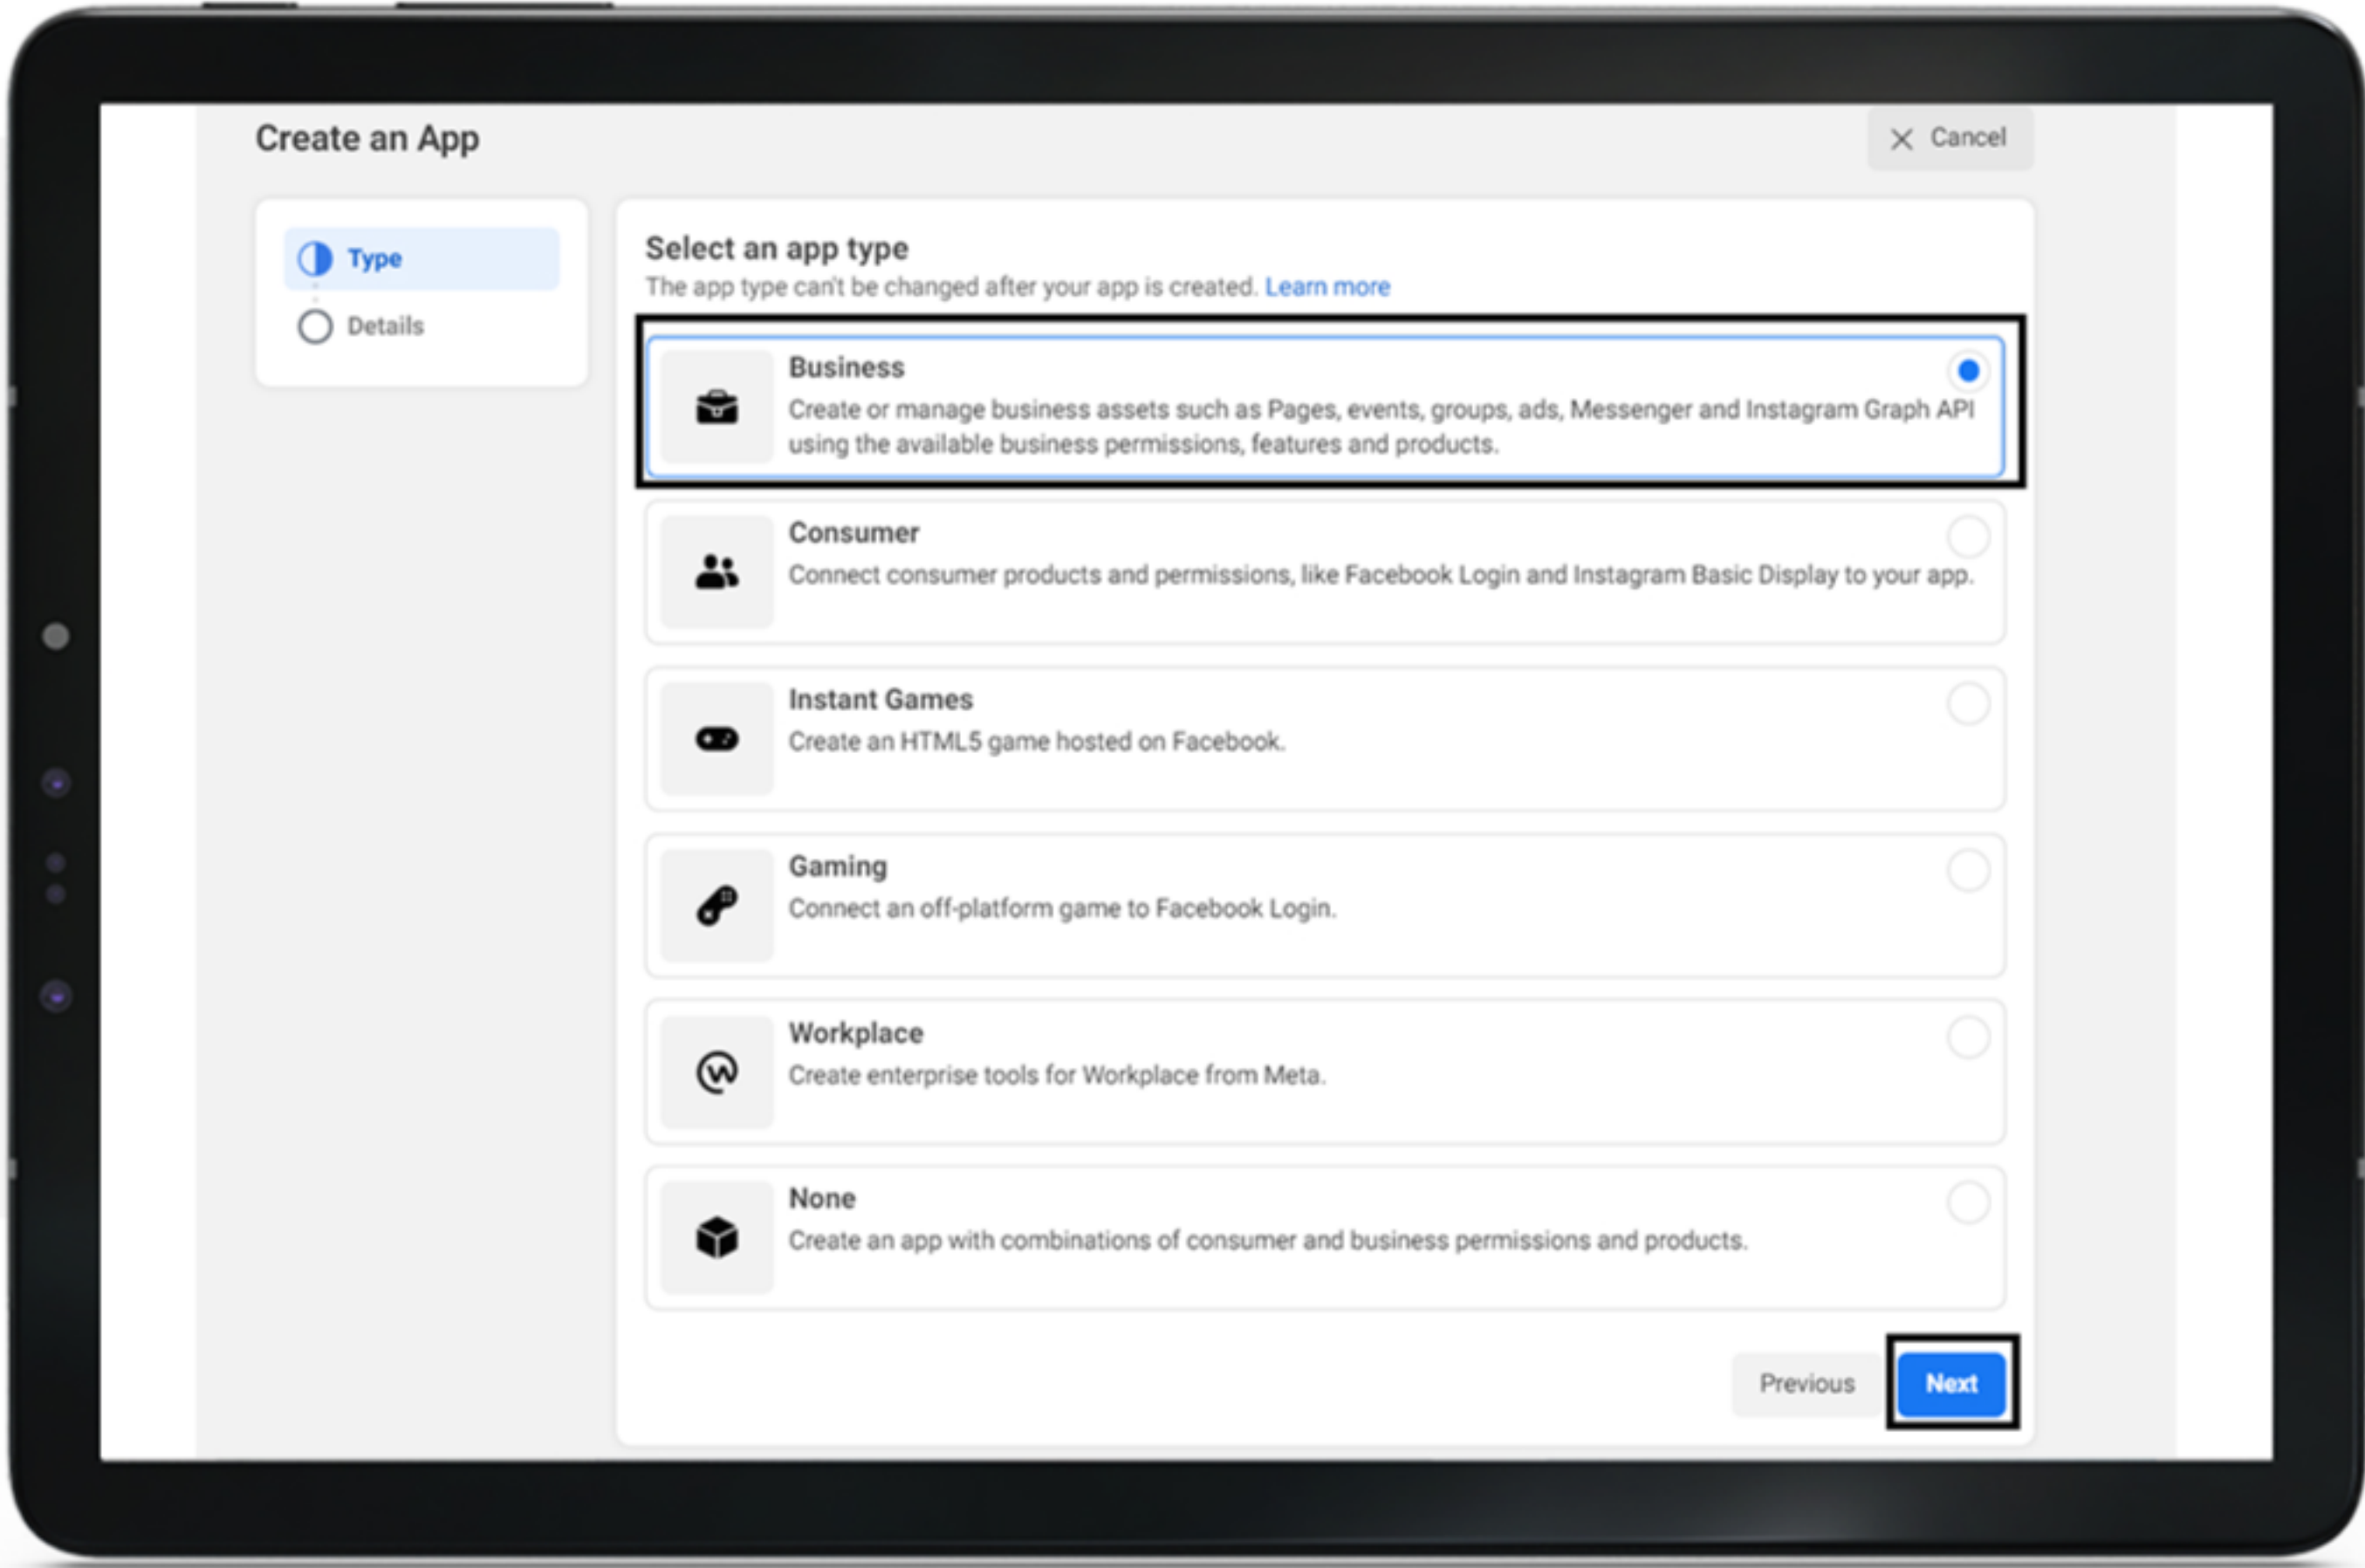 Create an App
Cancel
Type
Details
Select an app type
The app type can't be changed after your app is created. Learn more
Business
Create or manage business assets such as Pages, events, groups, ads, Messenger and Instagram Graph API
using the available business permissions, features and products.
Consumer
Connect consumer products and permissions, like Facebook Login and Instagram Basic Display to your app.
Instant Games
Create an HTML5 game hosted on Facebook.
Gaming
Connect an off-platform game to Facebook Login.
Workplace
Create enterprise tools for Workplace from Meta.
None
Create an app with combinations of consumer and business permissions and products.
Previous
Next